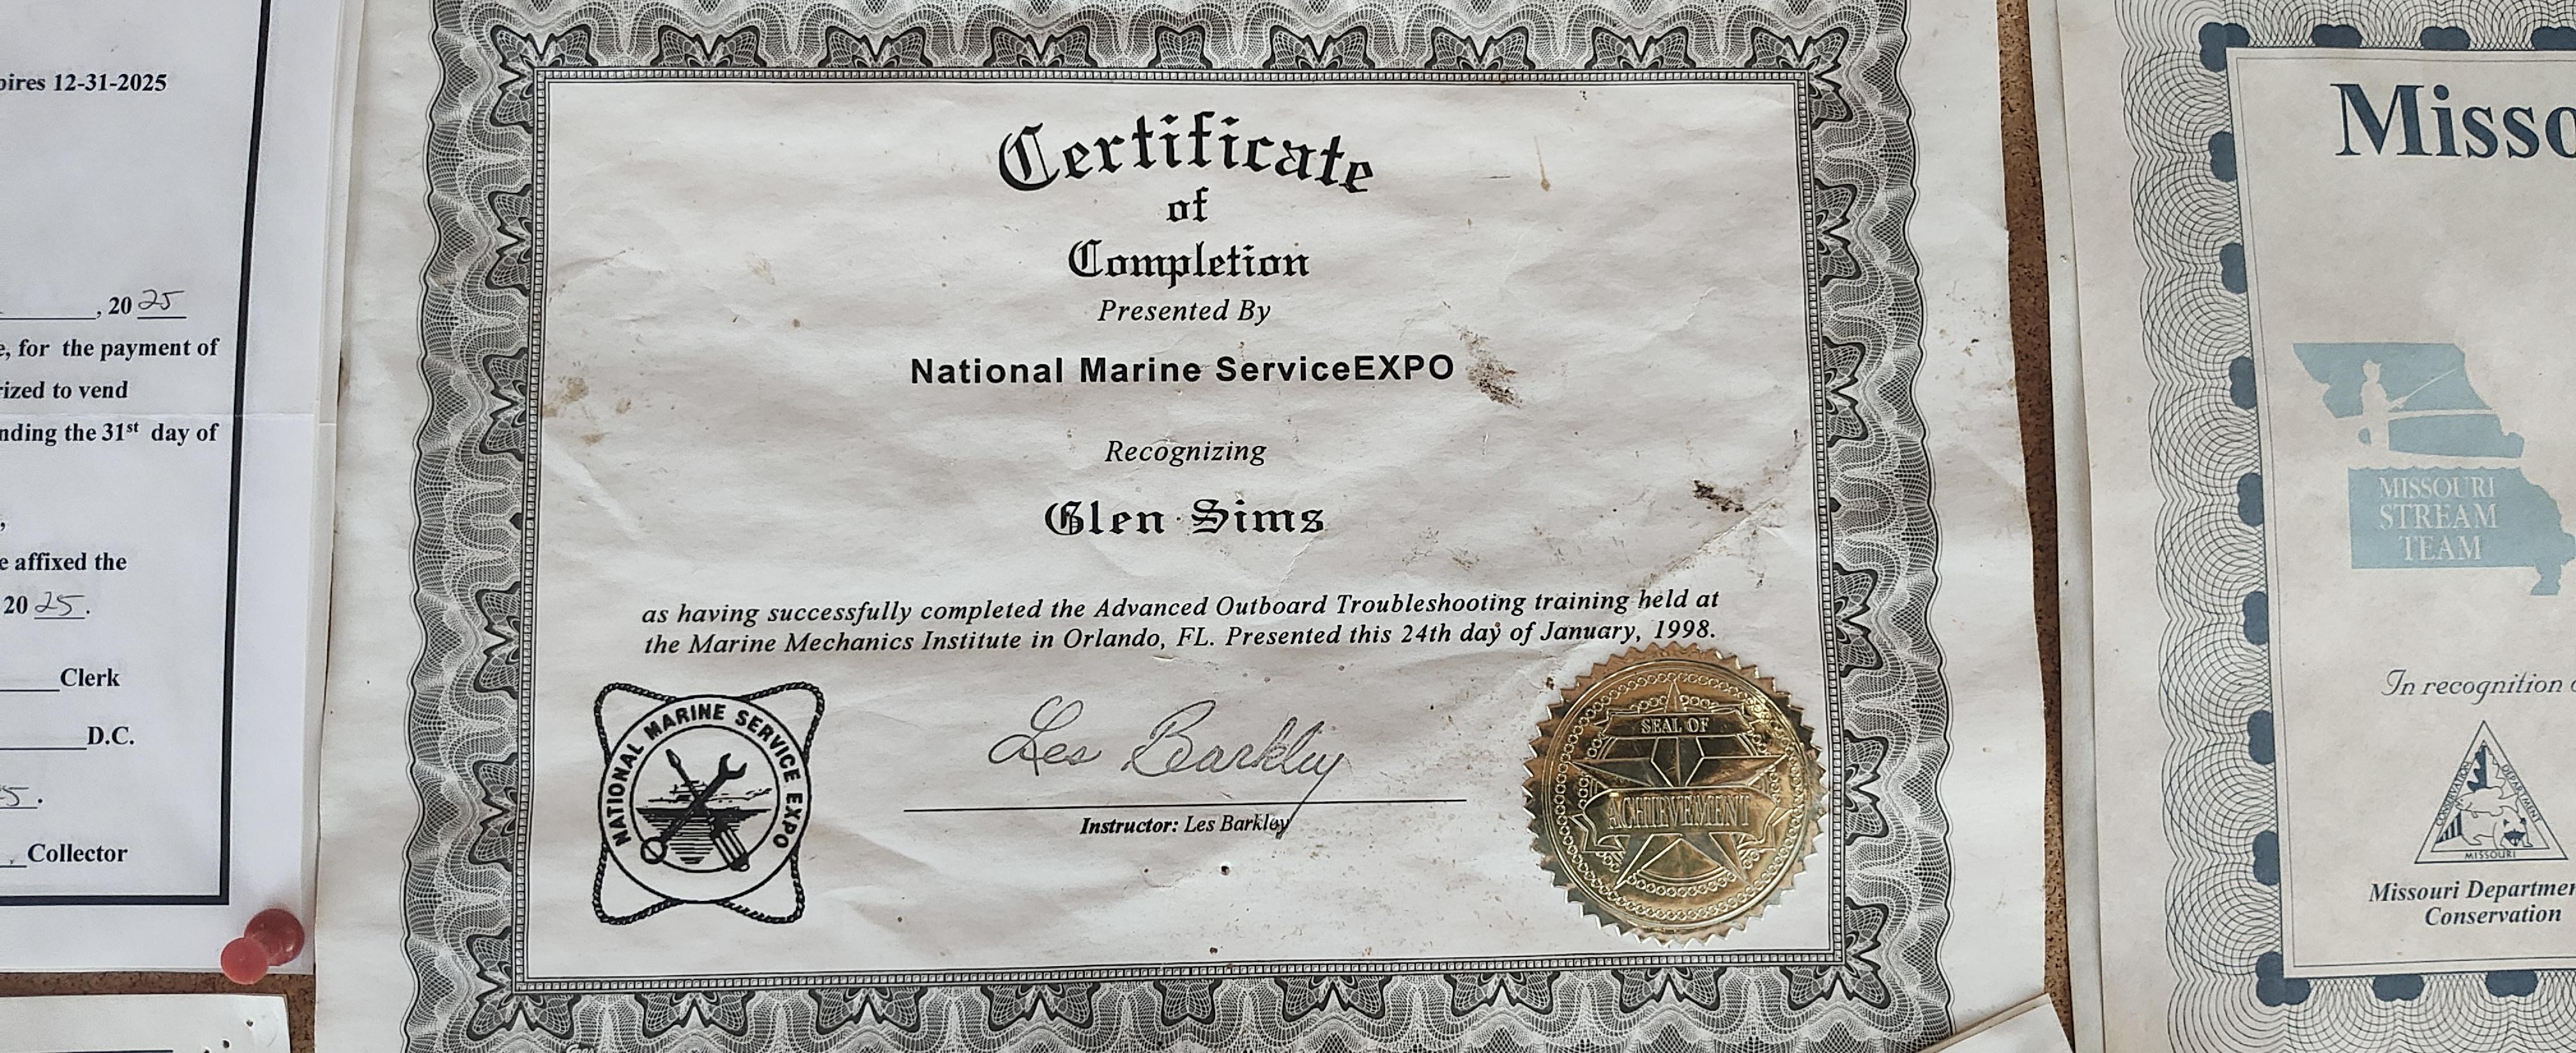 pires 12-31-2025
, 20 25
e, for the payment of
rized to vend
nding the 31st day of
,
e affixed the
20 25.
Clerk
D.C.
5.
Collector
Certificate
of
Completion
Presented By
National Marine ServiceEXPO
Recognizing
Glen Sims
as having successfully completed the Advanced Outboard Troubleshooting training held at
the Marine Mechanics Institute in Orlando, FL. Presented this 24th day of January, 1998.
NATIONAL MARINE SERVICE EXPO
Les Barkley
Instructor: Les Barkley
SEAL OF
ACHIEVEMENT
Misso
MISSOURI
STREAM
TEAM
In recognition o
CONSERVATION DEPARTMENT
MISSOURI
Missouri Departmen
Conservation